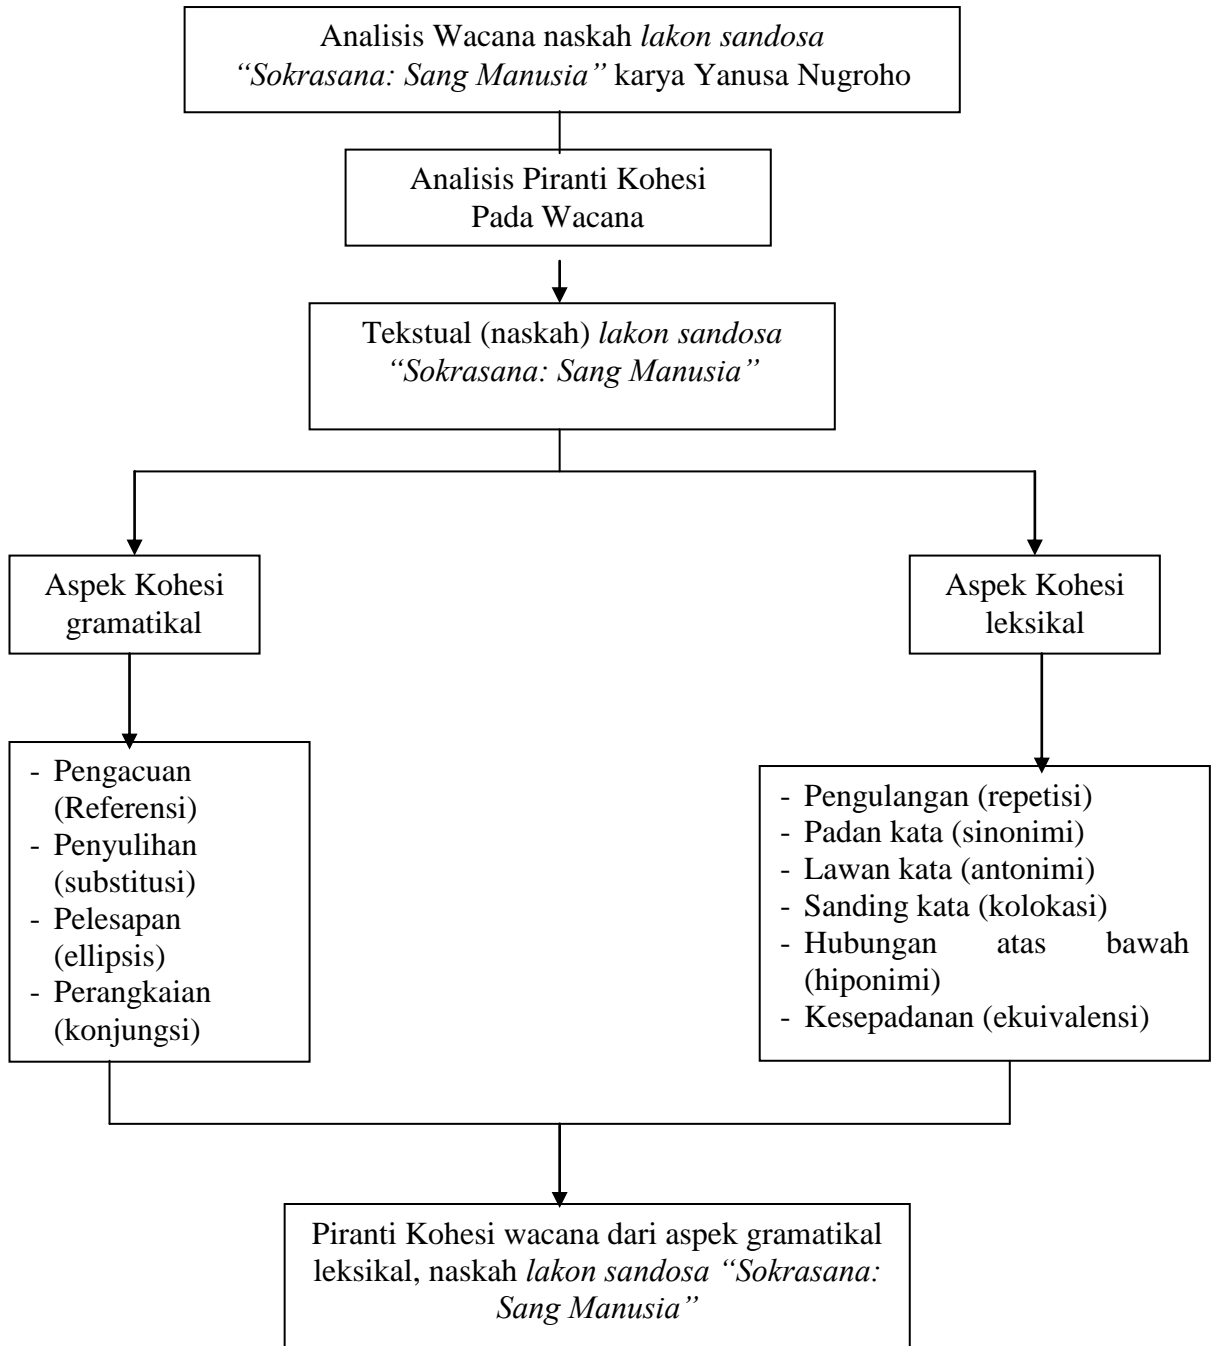 Analisis Wacana naskah lakon sandosa
“Sokrasana: Sang Manusia” karya Yanusa Nugroho
Analisis Piranti Kohesi
Pada Wacana
Tekstual (naskah) lakon sandosa
“Sokrasana: Sang Manusia”
Aspek Kohesi
gramatikal
Aspek Kohesi
leksikal
- Pengacuan
(Referensi)
- Penyulihan
(substitusi)
- Pelesapan
(ellipsis)
- Perangkaian
(konjungsi)
- Pengulangan (repetisi)
- Padan kata (sinonimi)
- Lawan kata (antonimi)
- Sanding kata (kolokasi)
- Hubungan atas bawah
(hiponimi)
- Kesepadanan (ekuivalensi)
Piranti Kohesi wacana dari aspek gramatikal
leksikal, naskah lakon sandosa “Sokrasana:
Sang Manusia”